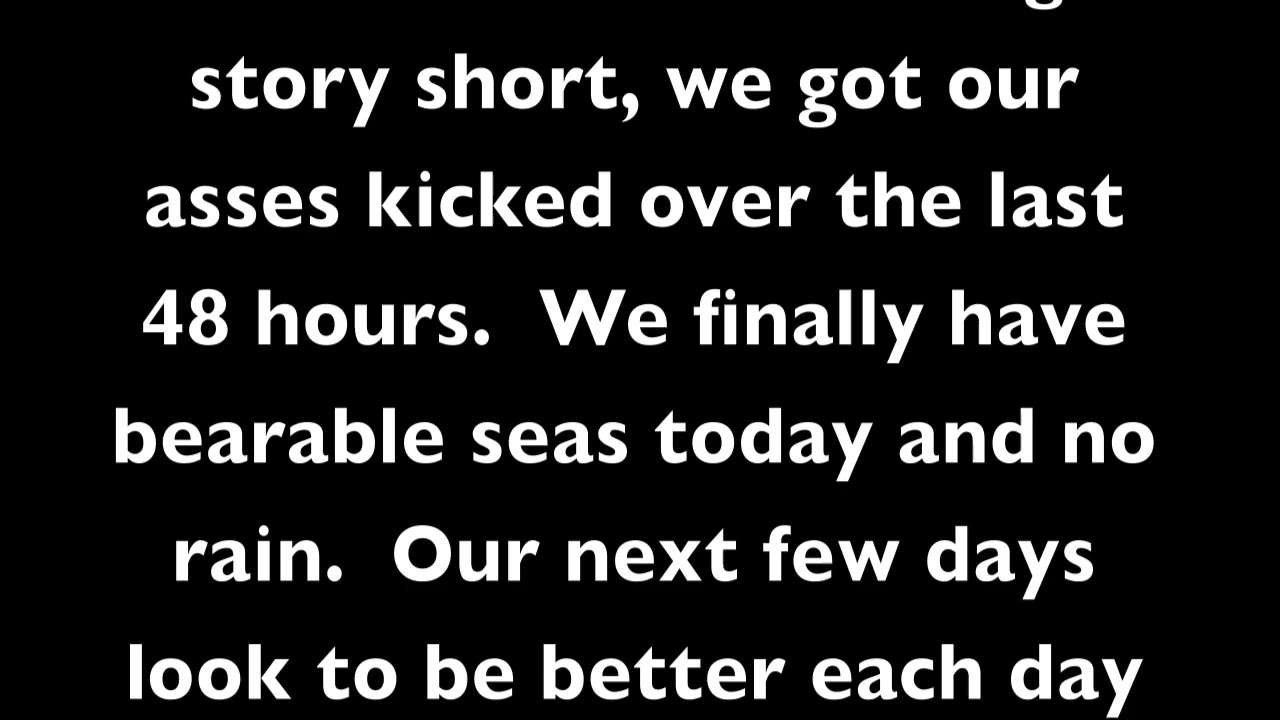 story short, we got our
asses kicked over the last
48 hours.  We finally have
bearable seas today and no
rain.  Our next few days
look to be better each day